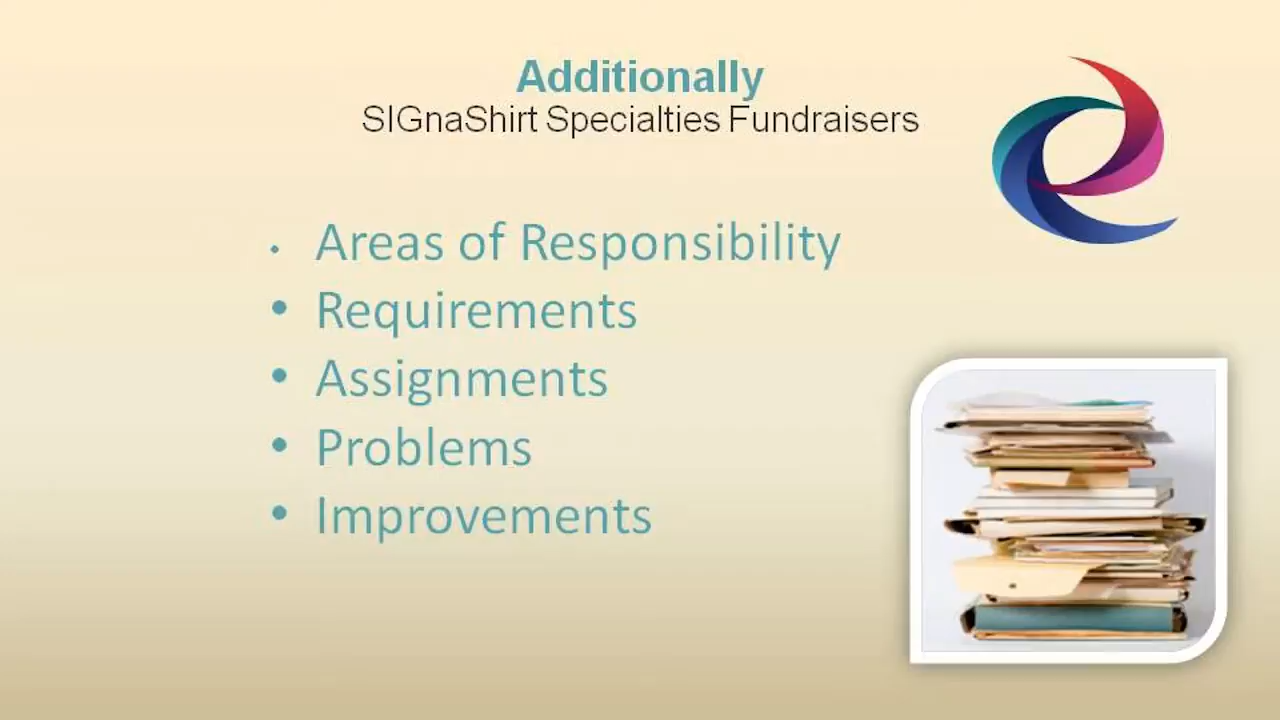 Additionally
SIGnaShirt Specialties Fundraisers
• Areas of Responsibility
• Requirements
• Assignments
• Problems
• Improvements